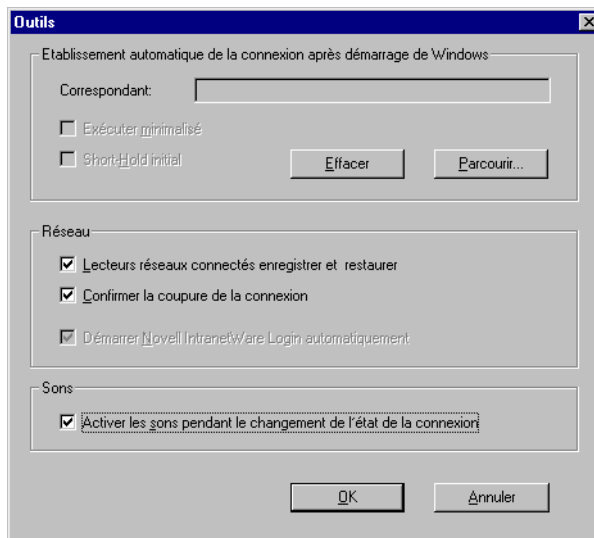 Outils
Etablissement automatique de la connexion après démarrage de Windows
Correspondant:
Exécuter minimalisé
Short-Hold initial
Effacer
Parcourir...
Réseau
Lecteurs réseaux connectés enregistrer et restaurer
Confirmer la coupure de la connexion
Démarrer Novell IntranetWare Login automatiquement
Sons
Activer les sons pendant le changement de l'état de la connexion
OK
Annuler